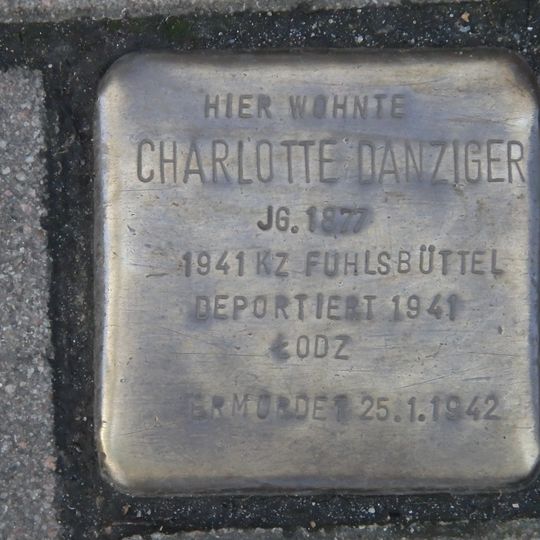 HIER WOHNTE
CHARLOTTE DANZIGER
JG. 1877
1941 KZ FUHLSBÜTTEL
DEPORTIERT 1941
ŁODZ
ERMORDET 25.1.1942